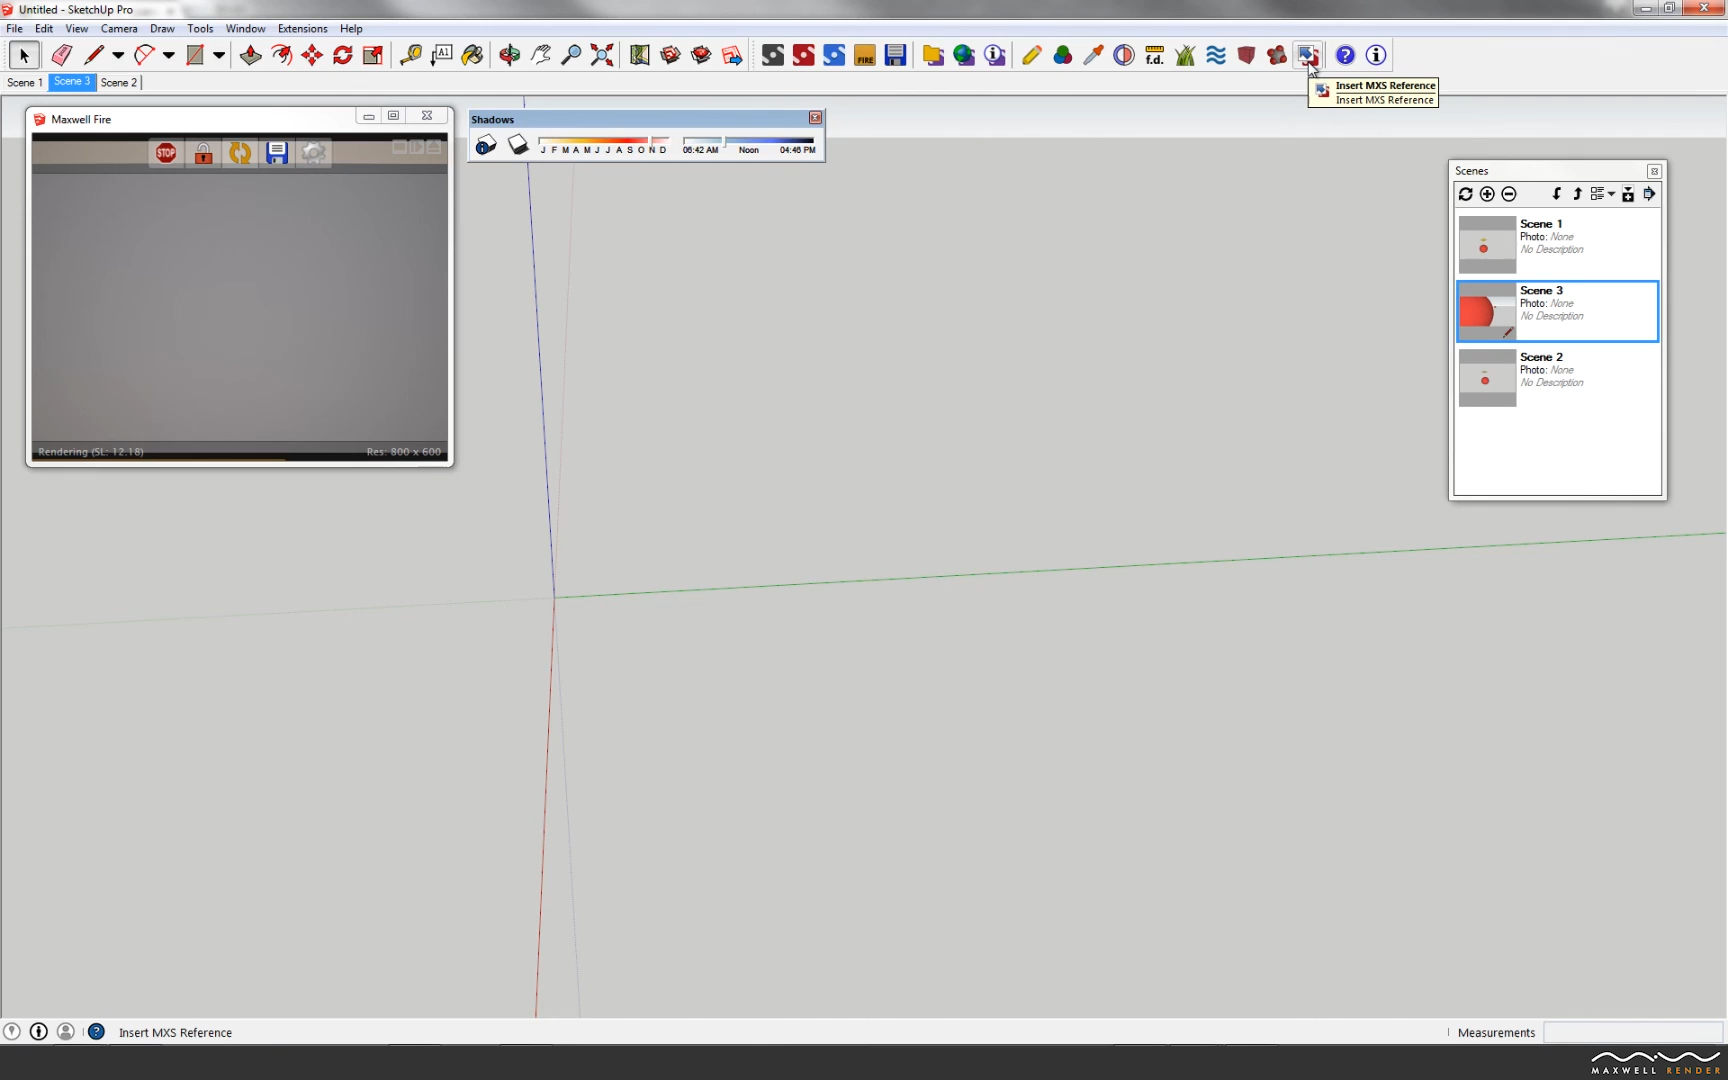 Untitled - SketchUp Pro
File Edit View Camera Draw Tools Window Extensions Help
A1
FIRE
f.d.
Scene 1 Scene 3 Scene 2
Insert MXS Reference
Insert MXS Reference
Maxwell Fire
STOP
Rendering (SL: 12.18) Res: 800 x 600
Shadows
J F M A M J J A S O N D 06:42 AM Noon 04:46 PM
Scenes
Scene 1
Photo: None
No Description
Scene 3
Photo: None
No Description
Scene 2
Photo: None
No Description
Insert MXS Reference
Measurements
MAXWELL RENDER